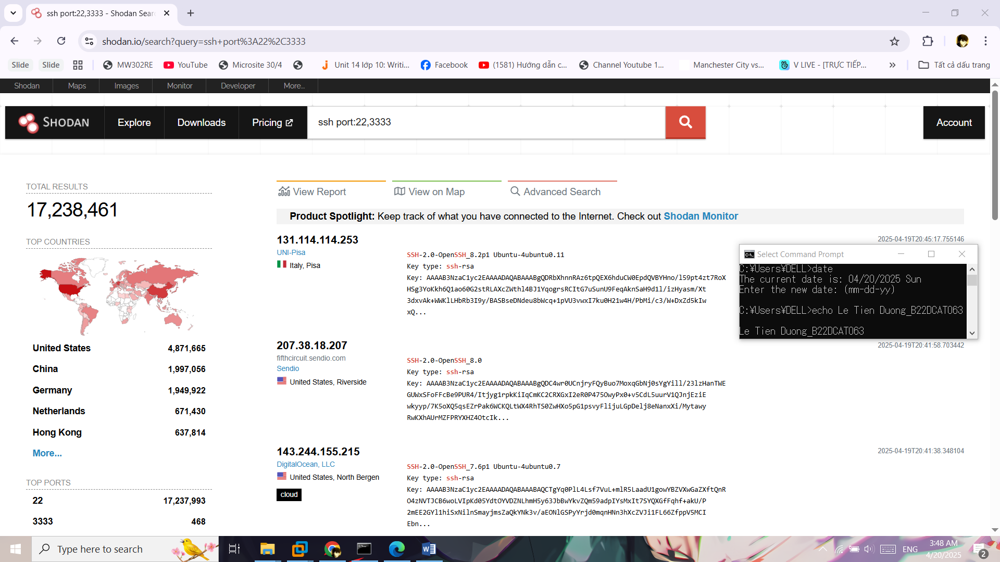 ssh port:22,3333 - Shodan Sear
shodan.io/search?query=ssh+port%3A22%2C3333
Slide
Slide
MW302RE
YouTube
Microsite 30/4
Unit 14 lớp 10: Writi...
Facebook
(1581) Hướng dẫn c...
Channel Youtube 1...
Manchester City vs...
V LIVE - [TRỰC TIẾP...
Tất cả dấu trang
Shodan
Maps
Images
Monitor
Developer
More...
SHODAN
Explore
Downloads
Pricing
ssh port:22,3333
Account
TOTAL RESULTS
17,238,461
TOP COUNTRIES
United States 4,871,665
China 1,997,056
Germany 1,949,922
Netherlands 671,430
Hong Kong 637,814
More...
TOP PORTS
22 17,237,993
3333 468
View Report
View on Map
Advanced Search
Product Spotlight: Keep track of what you have connected to the Internet. Check out Shodan Monitor
131.114.114.253
2025-04-19T20:45:17.755146
UNI-Pisa
Italy, Pisa
SSH-2.0-OpenSSH_8.2p1 Ubuntu-4ubuntu0.11
Key type: ssh-rsa
Key: AAAAB3NzaC1yc2EAAAADAQABAAABgQDRbXhnnRAz6tpQEX6hduCW0EpdQVBYHno/l59pt4zt7RoX
HSg3YoKkh6Q1ao60G2stRLAXcZWthl4BJ1YqogrsRCItG7uSunU9FeqAknSaH9d1l/izHyasm/Xt
3dxvAk+WWKlLHbRb3I9y/BASBseDNdeu8bWcq+1pVU3vwxI7ku0H21w4H/PbMi/c3/W+DxZd5kIw
xQ...
207.38.18.207
2025-04-19T20:41:58.703442
fifthcircuit.sendio.com
Sendio
United States, Riverside
SSH-2.0-OpenSSH_8.0
Key type: ssh-rsa
Key: AAAAB3NzaC1yc2EAAAADAQABAAABgQDC4wr0UCnjryFQyBuo7MoxqGbNj0sYgYill/23lzHanTWE
GUWxSFoFFcBe9PUR4/Itjyg1rpkKiIqCmKC2CRXGxI2eR0P475OwyPx0+v5CdL5uurV1QJnjEziE
wkyyp/7K5oXQ5qsEZrPak6WCKQLtWX4RhTS0ZwHXo5pG1psvyFlijuLGpDelj8eNanxXi/Mytawy
RwKXhAUrMZFPRYXHZ4OtcIk...
143.244.155.215
2025-04-19T20:41:38.348104
DigitalOcean, LLC
United States, North Bergen
cloud
SSH-2.0-OpenSSH_7.6p1 Ubuntu-4ubuntu0.7
Key type: ssh-rsa
Key: AAAAB3NzaC1yc2EAAAADAQABAAABAQCTgYq0PlL4Lsf7VuL+mlR5LaadU1gowYBZVXwGaZXftQnR
O4zNVTJCB6woLVIpKd05YdtOYVDZNLhmH5y63JbBwYkvZQm59adpIYsMxIt7SYQXGfFqhf+akU/P
2mEE2GYl1hiSxNilnSmayjmsZaQkYNk3v/aEONlGSPyYrjd0mqnHNn3hXcZVJi1FL66ZfppV5MCI
Ebn...
Select Command Prompt
C:¥Users¥DELL>date
The current date is: 04/20/2025 Sun
Enter the new date: (mm-dd-yy)
C:¥Users¥DELL>echo Le Tien Duong_B22DCAT063
Le Tien Duong_B22DCAT063
Type here to search
ENG
3:48 AM
4/20/2025
2